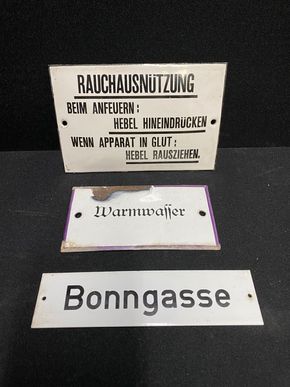 RAUCHAUSNÜTZUNG
BEIM ANFEUERN:
HEBEL HINEINDRÜCKEN
WENN APPARAT IN GLUT:
HEBEL RAUSZIEHEN.
Warmwaſſer
Bonngasse